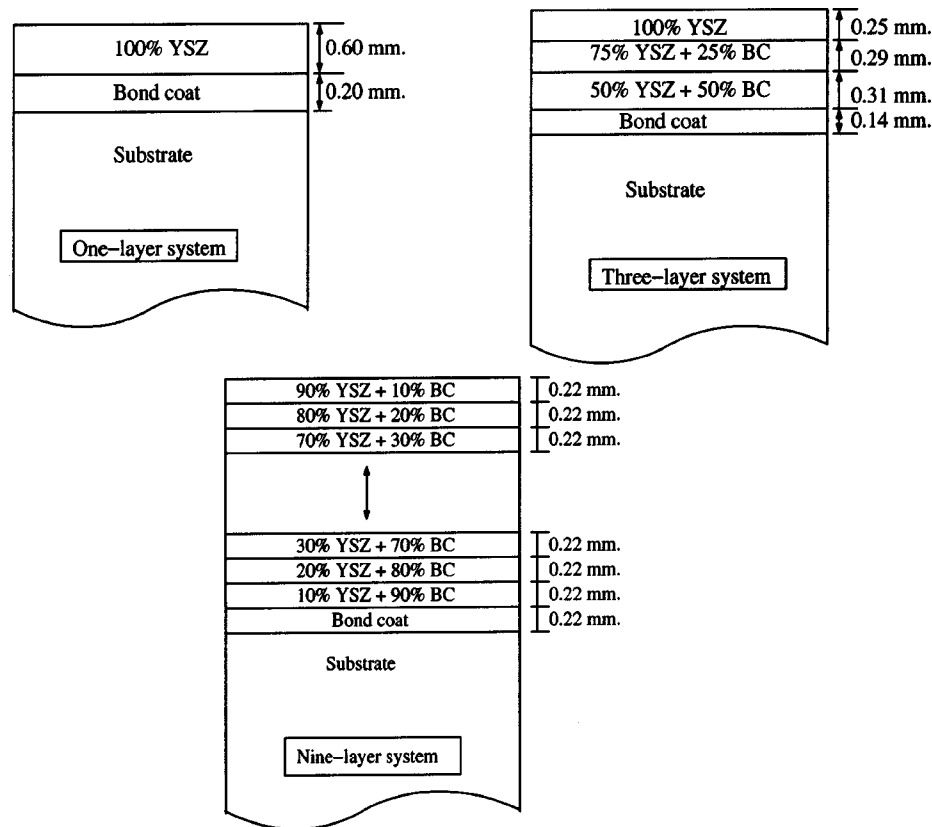 100% YSZ
0.60 mm.
Bond coat
0.20 mm.
Substrate
One-layer system
100% YSZ
0.25 mm.
75% YSZ + 25% BC
0.29 mm.
50% YSZ + 50% BC
0.31 mm.
Bond coat
0.14 mm.
Substrate
Three-layer system
90% YSZ + 10% BC
0.22 mm.
80% YSZ + 20% BC
0.22 mm.
70% YSZ + 30% BC
0.22 mm.
30% YSZ + 70% BC
0.22 mm.
20% YSZ + 80% BC
0.22 mm.
10% YSZ + 90% BC
0.22 mm.
Bond coat
0.22 mm.
Substrate
Nine-layer system